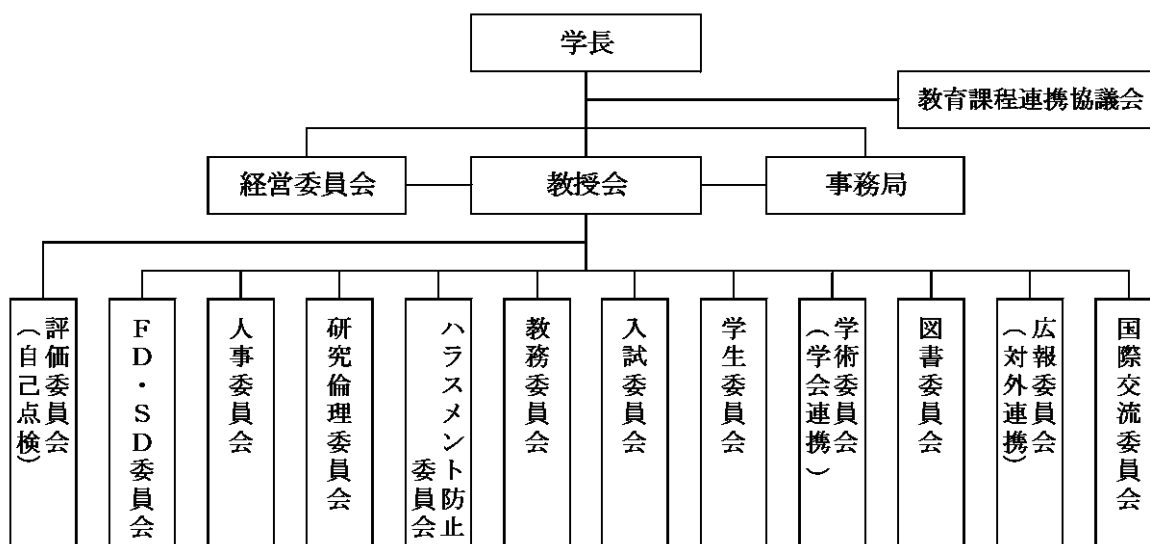 学長
教育課程連携協議会
経営委員会
教授会
事務局
評価委員会
（自己点検）
FD・SD委員会
人事委員会
研究倫理委員会
ハラスメント防止
委員会
教務委員会
入試委員会
学生委員会
学術委員会
（学会連携）
図書委員会
広報委員会
（対外連携）
国際交流委員会